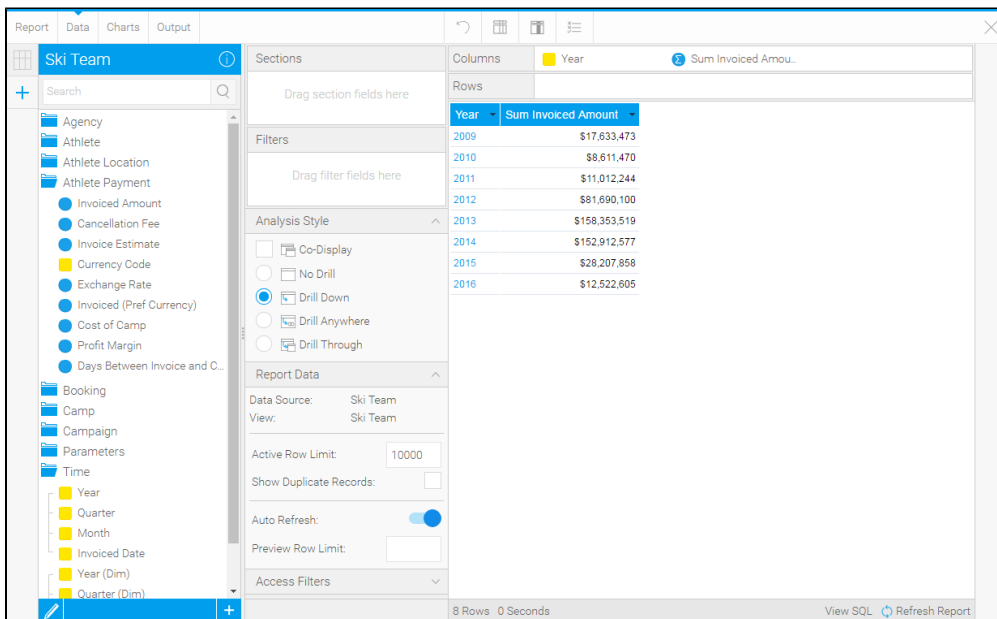 Report Data Charts Output
Ski Team
Search
Agency
Athlete
Athlete Location
Athlete Payment
Invoiced Amount
Cancellation Fee
Invoice Estimate
Currency Code
Exchange Rate
Invoiced (Pref Currency)
Cost of Camp
Profit Margin
Days Between Invoice and C...
Booking
Camp
Campaign
Parameters
Time
Year
Quarter
Month
Invoiced Date
Year (Dim)
Quarter (Dim)
Sections
Drag section fields here
Filters
Drag filter fields here
Analysis Style
Co-Display
No Drill
Drill Down
Drill Anywhere
Drill Through
Report Data
Data Source: Ski Team
View: Ski Team
Active Row Limit: 10000
Show Duplicate Records:
Auto Refresh:
Preview Row Limit:
Access Filters
Columns Year Σ Sum Invoiced Amou..
Rows
Year Sum Invoiced Amount
2009 $17,633,473
2010 $8,611,470
2011 $11,012,244
2012 $81,690,100
2013 $158,353,519
2014 $152,912,577
2015 $28,207,858
2016 $12,522,605
8 Rows 0 Seconds View SQL Refresh Report